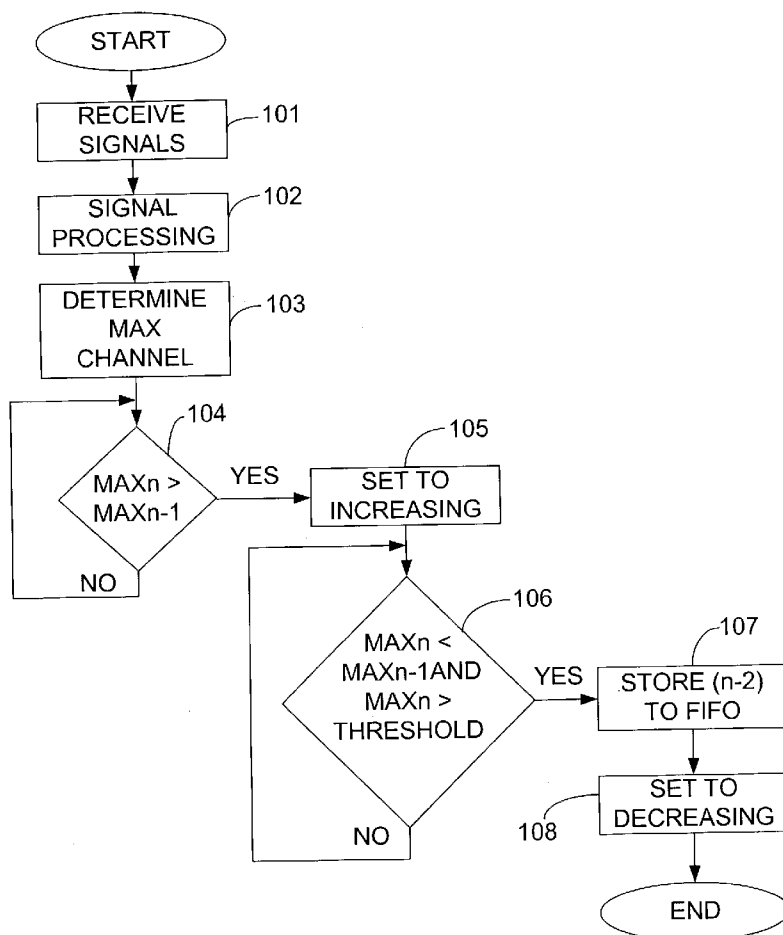 START
RECEIVE
SIGNALS
101
SIGNAL
PROCESSING
102
DETERMINE
MAX
CHANNEL
103
104
MAXn >
MAXn-1
YES
NO
105
SET TO
INCREASING
106
MAXn <
MAXn-1AND
MAXn >
THRESHOLD
YES
NO
107
STORE (n-2)
TO FIFO
SET TO
DECREASING
108
END